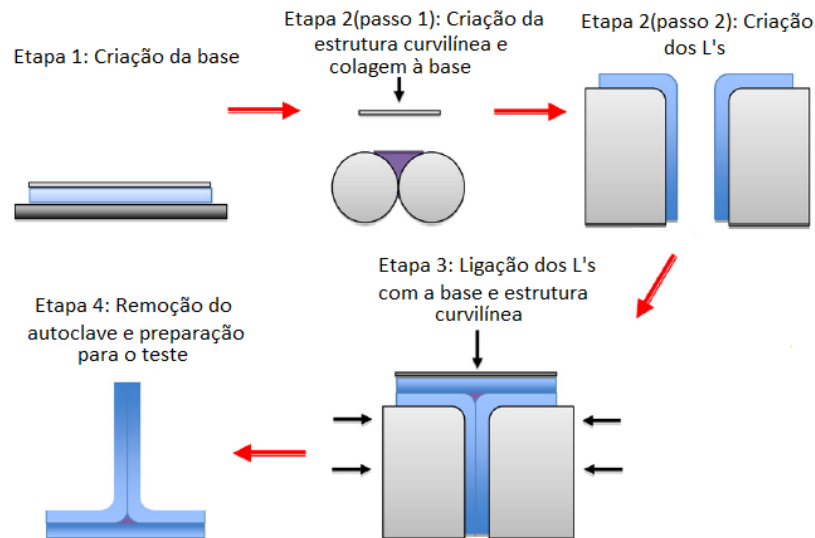 Etapa 1: Criação da base
Etapa 2(passo 1): Criação da
estrutura curvilínea e
colagem à base
Etapa 2(passo 2): Criação
dos L's
Etapa 3: Ligação dos L's
com a base e estrutura
curvilínea
Etapa 4: Remoção do
autoclave e preparação
para o teste